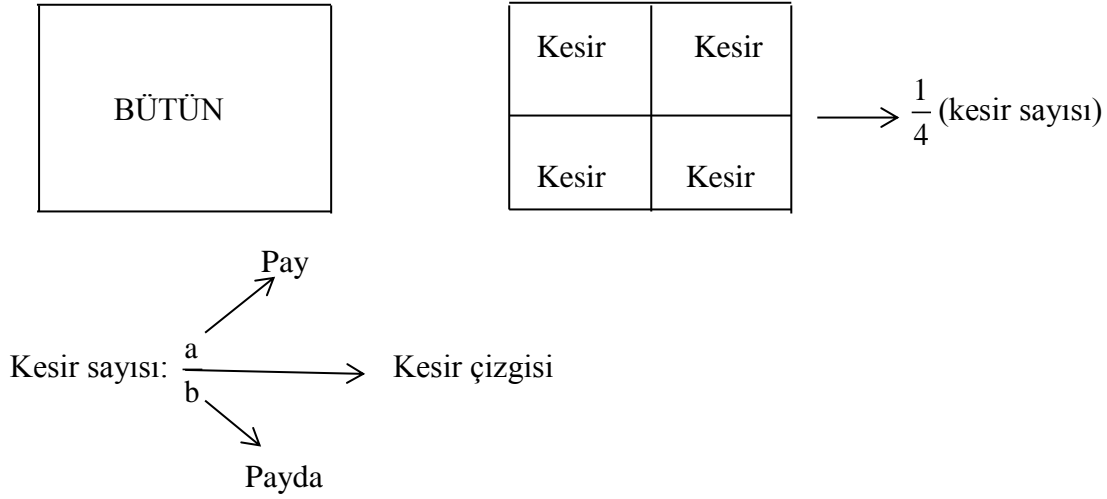 Kesir Kesir
BÜTÜN
1/4 (kesir sayısı)
Kesir Kesir
Pay
Kesir sayısı: a/b Kesir çizgisi
Payda